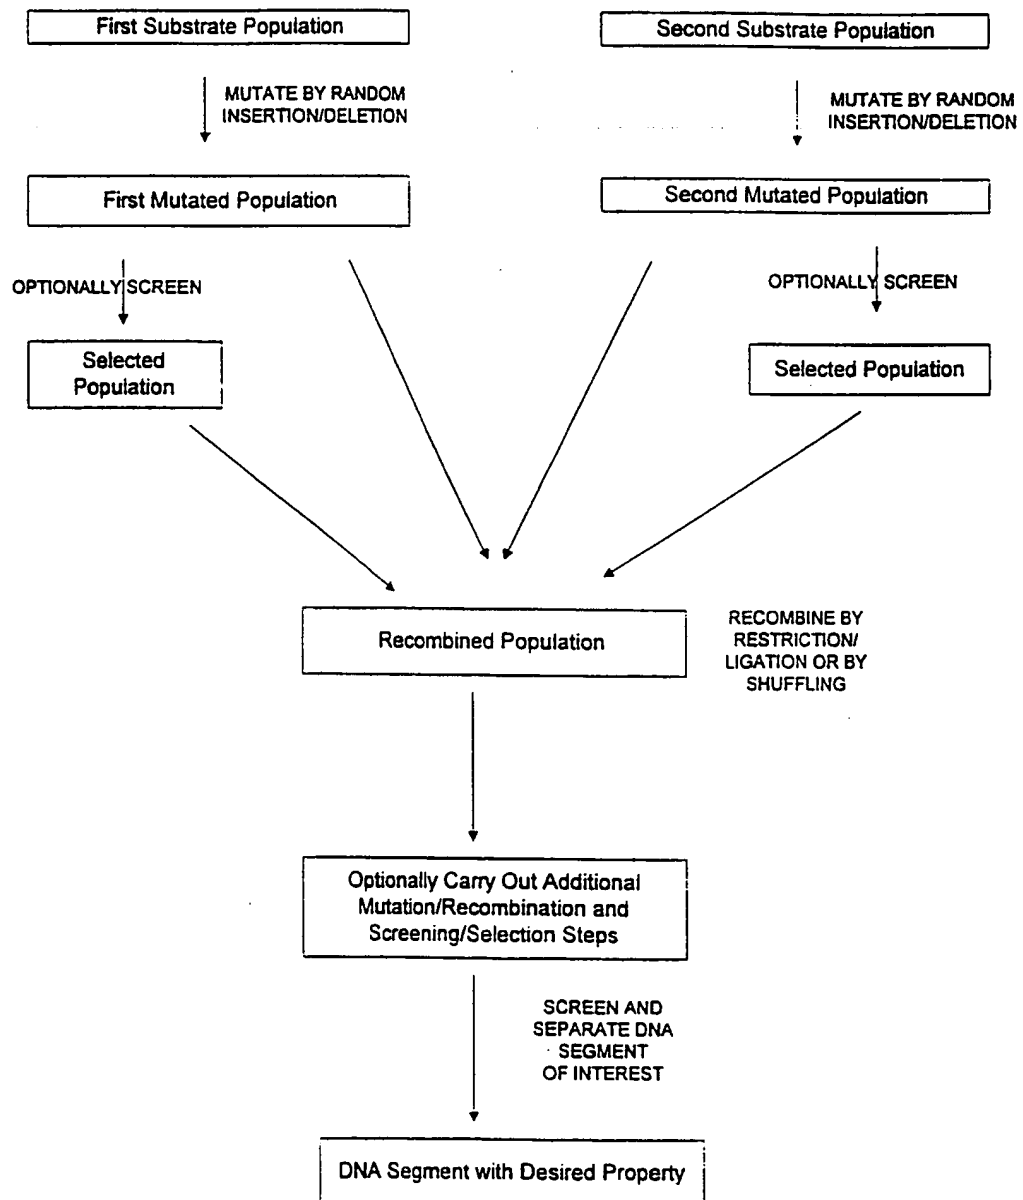 First Substrate Population
Second Substrate Population
MUTATE BY RANDOM
INSERTION/DELETION
MUTATE BY RANDOM
INSERTION/DELETION
First Mutated Population
Second Mutated Population
OPTIONALLY SCREEN
OPTIONALLY SCREEN
Selected
Population
Selected Population
Recombined Population
RECOMBINE BY
RESTRICTION/
LIGATION OR BY
SHUFFLING
Optionally Carry Out Additional
Mutation/Recombination and
Screening/Selection Steps
SCREEN AND
SEPARATE DNA
SEGMENT
OF INTEREST
DNA Segment with Desired Property